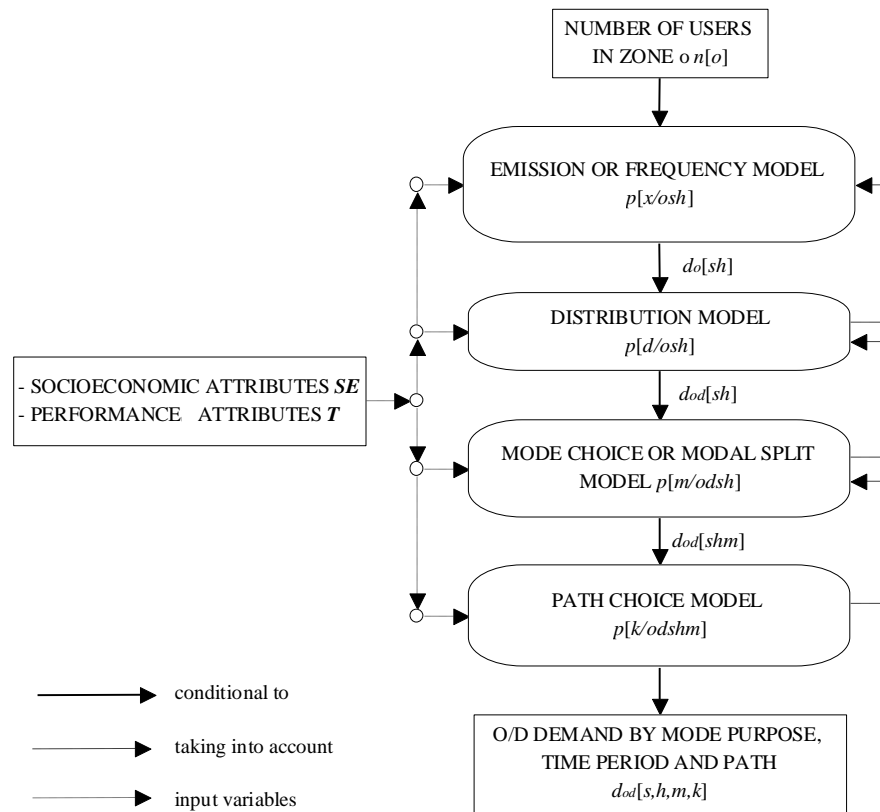 NUMBER OF USERS
IN ZONE o n[o]
EMISSION OR FREQUENCY MODEL
p[x/osh]
do[sh]
DISTRIBUTION MODEL
p[d/osh]
- SOCIOECONOMIC ATTRIBUTES SE
- PERFORMANCE ATTRIBUTES T
dod[sh]
MODE CHOICE OR MODAL SPLIT
MODEL p[m/odsh]
dod[shm]
PATH CHOICE MODEL
p[k/odshm]
conditional to
taking into account
input variables
O/D DEMAND BY MODE PURPOSE,
TIME PERIOD AND PATH
dod[s,h,m,k]